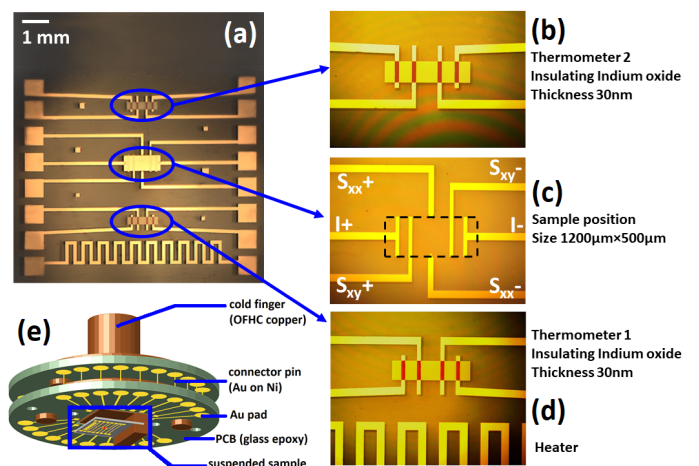 1 mm
(a)
(b)
Thermometer 2
Insulating Indium oxide
Thickness 30nm
Sxx+
Sxy-
(c)
I+
I-
Sample position
Size 1200μm×500μm
Sxy+
Sxx-
(e)
cold finger
(OFHC copper)
connector pin
(Au on Ni)
Au pad
PCB (glass epoxy)
suspended sample
Thermometer 1
Insulating Indium oxide
Thickness 30nm
(d)
Heater